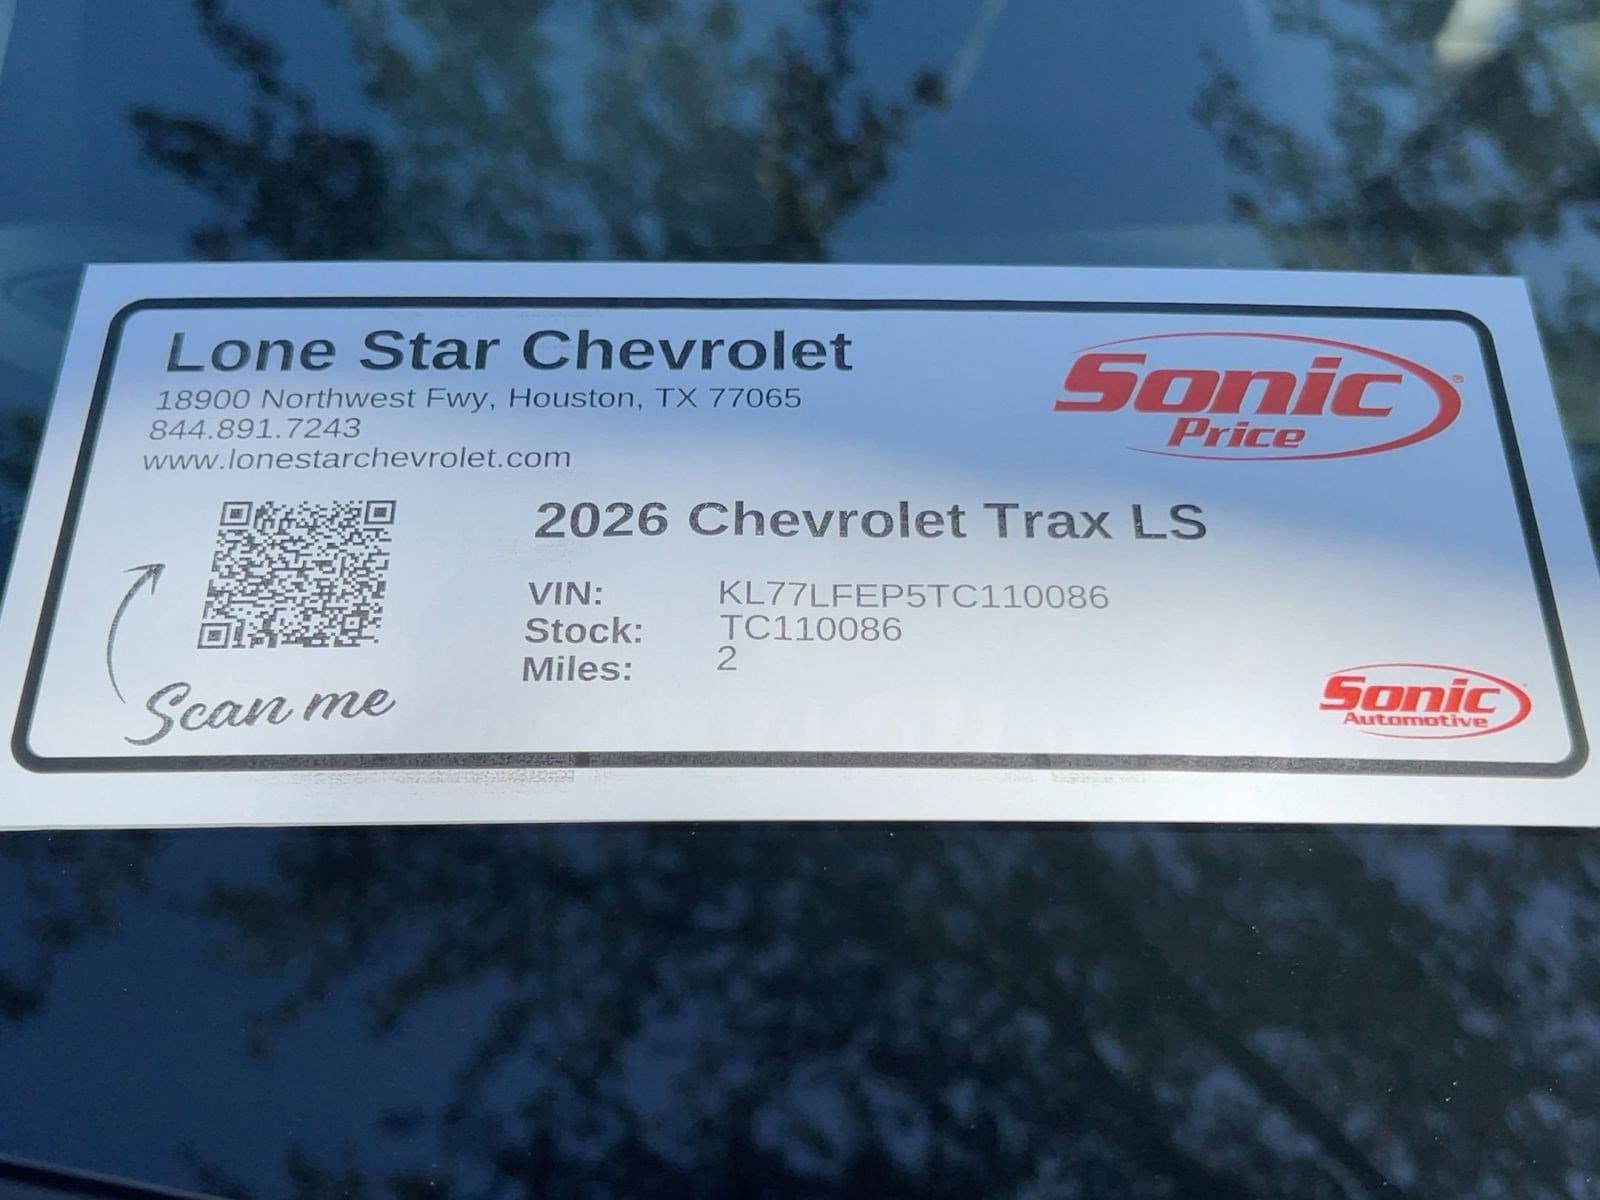 Lone Star Chevrolet
18900 Northwest Fwy, Houston, TX 77065
844.891.7243
www.lonestarchevrolet.com
Sonic®
Price
2026 Chevrolet Trax LS
VIN: KL77LFEP5TC110086
Stock: TC110086
Miles: 2
Scan me
Sonic
Automotive